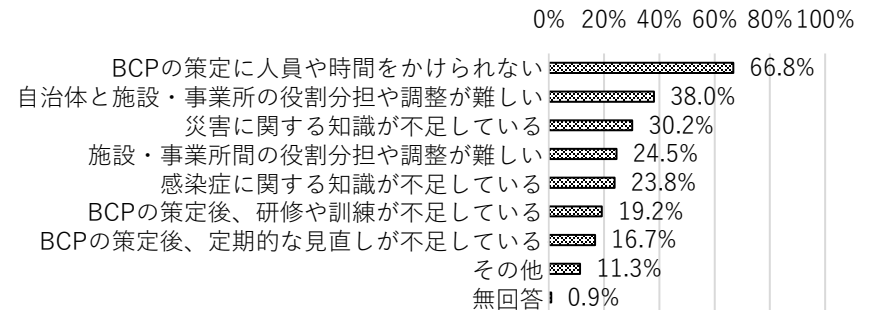 0% 20% 40% 60% 80% 100%
BCPの策定に人員や時間をかけられない 66.8%
自治体と施設・事業所の役割分担や調整が難しい 38.0%
災害に関する知識が不足している 30.2%
施設・事業所間の役割分担や調整が難しい 24.5%
感染症に関する知識が不足している 23.8%
BCPの策定後、研修や訓練が不足している 19.2%
BCPの策定後、定期的な見直しが不足している 16.7%
その他 11.3%
無回答 0.9%